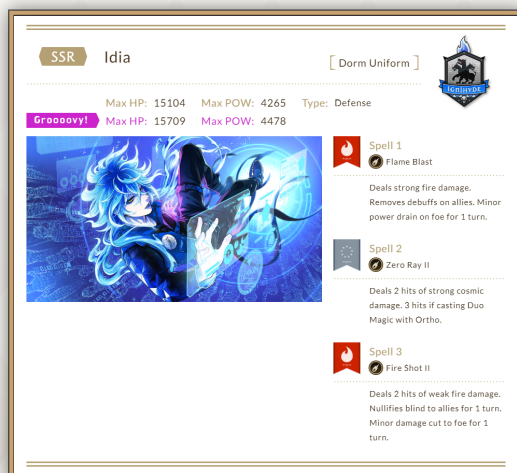 SSR Idia [ Dorm Uniform ]
IGNIHYDE
Max HP: 15104 Max POW: 4265 Type: Defense
Groooovy! Max HP: 15709 Max POW: 4478
Spell 1
Flame Blast
Deals strong fire damage.
Removes debuffs on allies. Minor
power drain on foe for 1 turn.
Spell 2
Zero Ray II
Deals 2 hits of strong cosmic
damage. 3 hits if casting Duo
Magic with Ortho.
Spell 3
Fire Shot II
Deals 2 hits of weak fire damage.
Nullifies blind to allies for 1 turn.
Minor damage cut to foe for 1
turn.